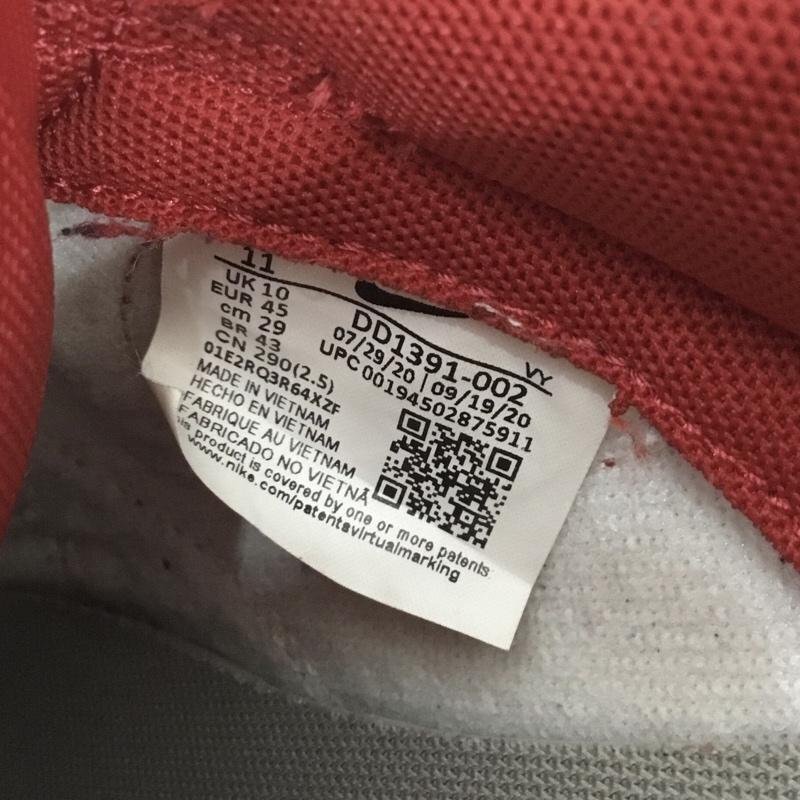 11
UK 10
EUR 45
cm 29
BR 43
CN 290(2.5)
01E2RQ3R64XZF
MADE IN VIETNAM
HECHO EN VIETNAM
FABRIQUE AU VIETNAM
FABRICADO NO VIETNÃ
product is covered by one or more patents
www.nike.com/patentsvirtualmarking
VY
DD1391-002
07/29/20 | 09/19/20
UPC 00194502875911